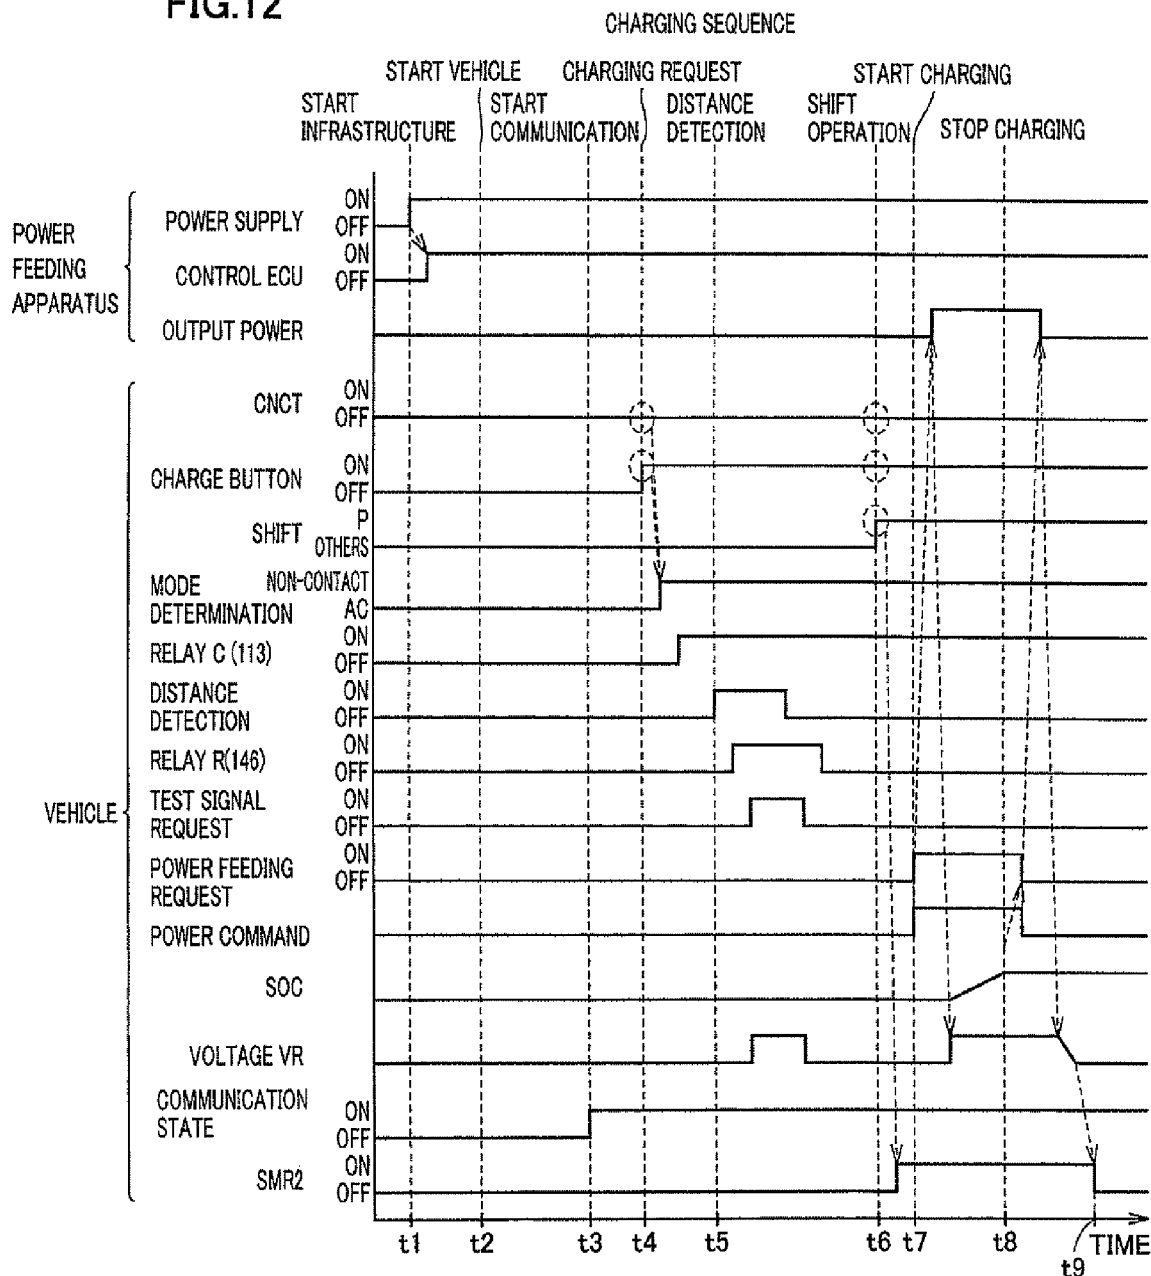 FIG.12
CHARGING SEQUENCE
START VEHICLE
CHARGING REQUEST
START CHARGING
START INFRASTRUCTURE
START COMMUNICATION
DISTANCE DETECTION
SHIFT OPERATION
STOP CHARGING
POWER FEEDING APPARATUS
POWER SUPPLY
ON
OFF
CONTROL ECU
ON
OFF
OUTPUT POWER
VEHICLE
CNCT
ON
OFF
CHARGE BUTTON
ON
OFF
SHIFT
P
OTHERS
MODE DETERMINATION
NON-CONTACT
AC
RELAY C (113)
ON
OFF
DISTANCE DETECTION
ON
OFF
RELAY R(146)
ON
OFF
TEST SIGNAL REQUEST
ON
OFF
POWER FEEDING REQUEST
ON
OFF
POWER COMMAND
SOC
VOLTAGE VR
COMMUNICATION STATE
ON
OFF
SMR2
ON
OFF
t1
t2
t3
t4
t5
t6
t7
t8
t9
TIME